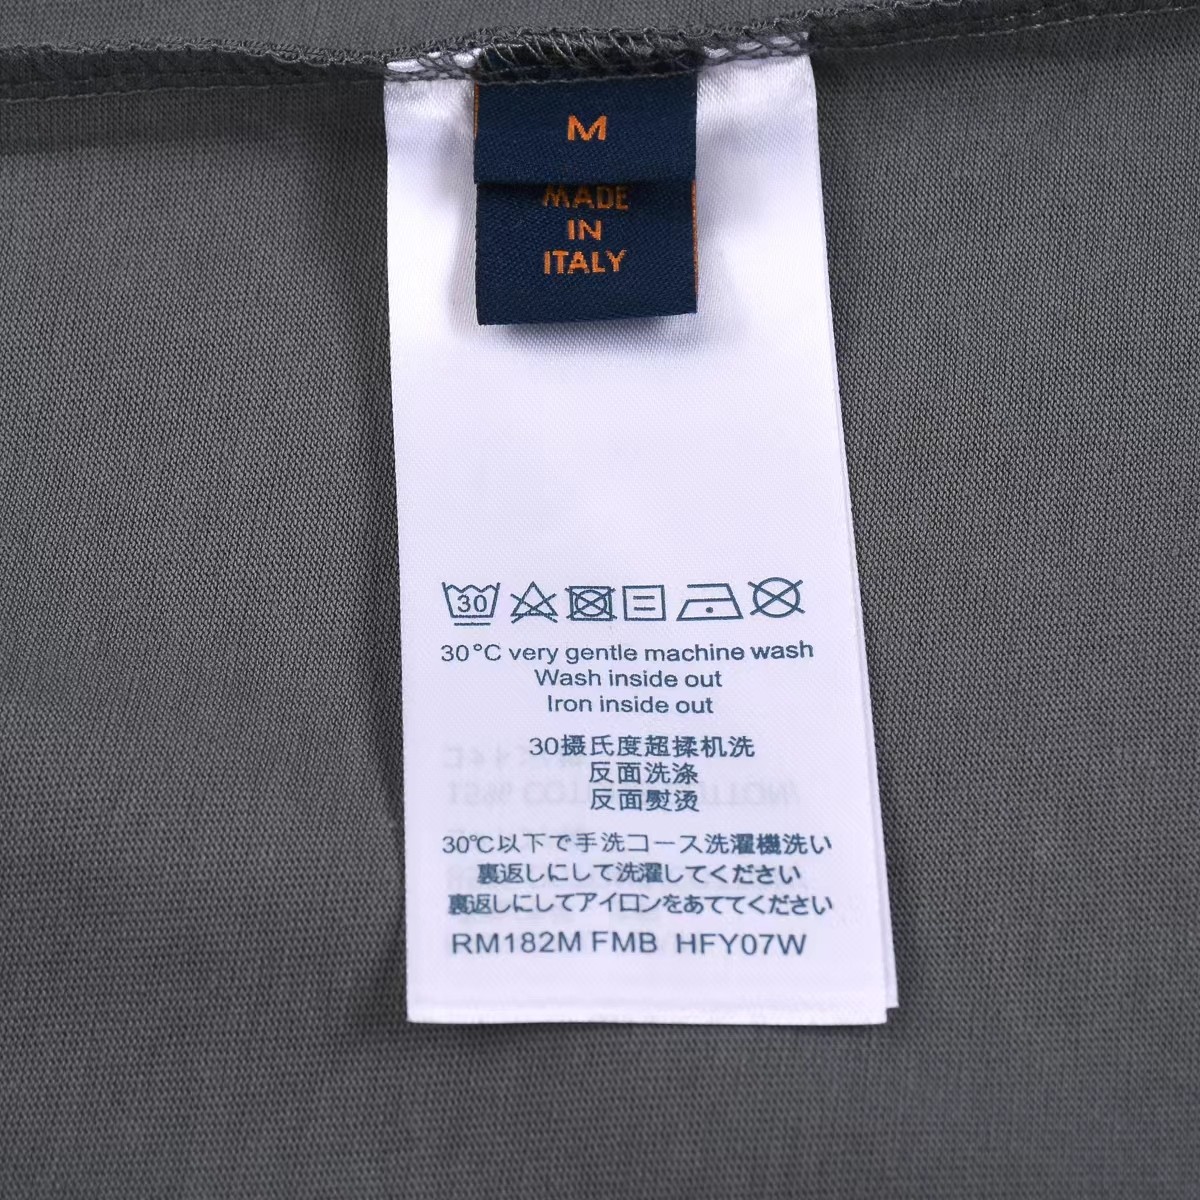 M
MADE
IN
ITALY
30
30°C very gentle machine wash
Wash inside out
Iron inside out
30摄氏度超揉机洗
反面洗涤
反面熨烫
30℃以下で手洗コース洗濯機洗い
裏返しにして洗濯してください
裏返しにしてアイロンをあててください
RM182M FMB HFY07W